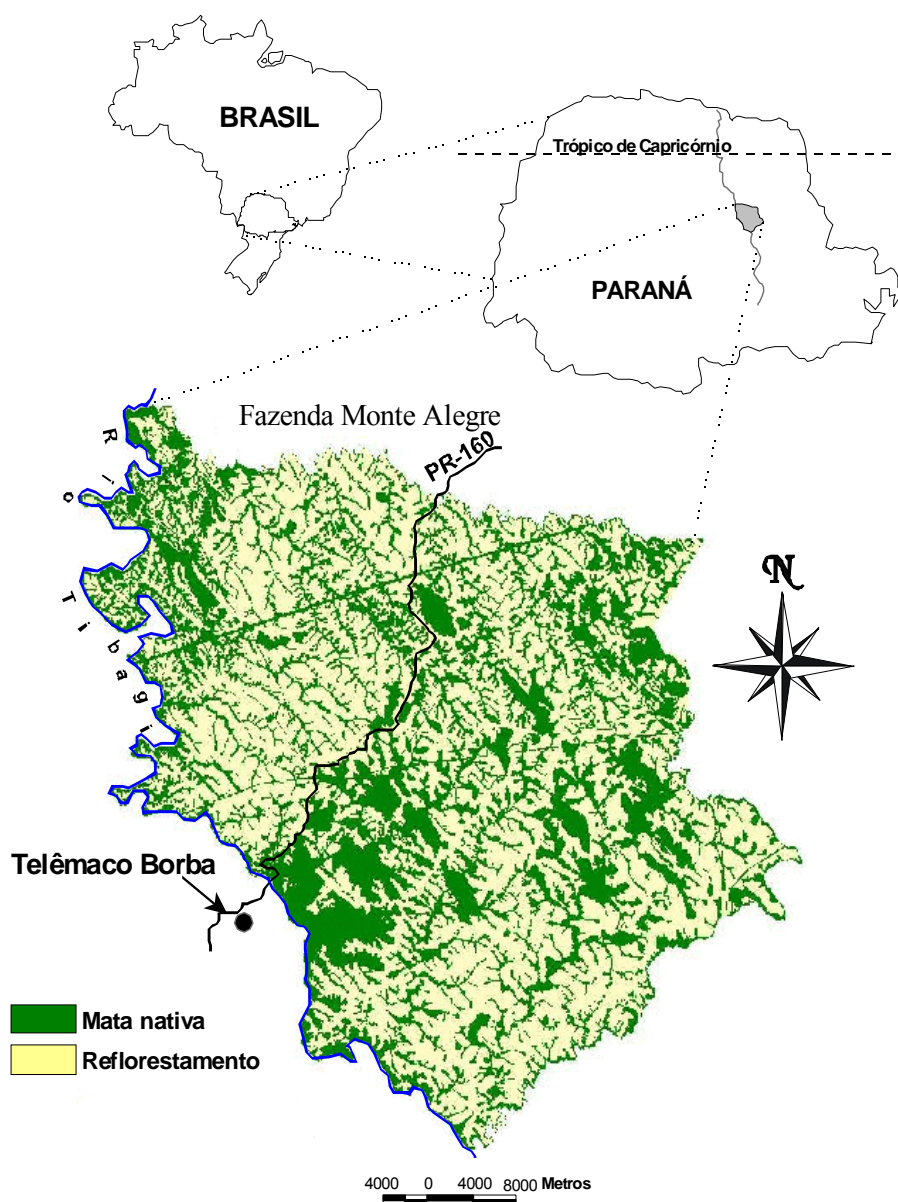 BRASIL
Trópico de Capricórnio
PARANÁ
Fazenda Monte Alegre
PR-160
Rio Tibagi
N
Telêmaco Borba
Mata nativa
Reflorestamento
4000 0 4000 8000 Metros